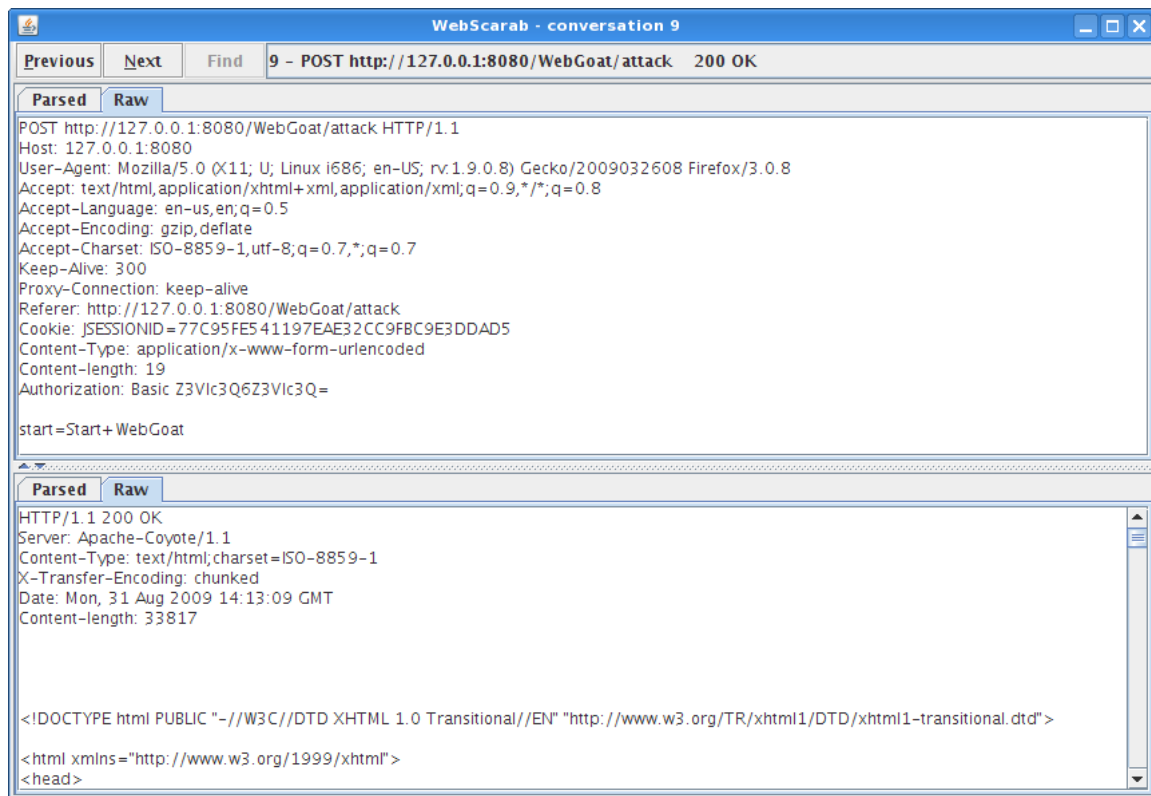 WebScarab - conversation 9
Previous Next Find 9 - POST http://127.0.0.1:8080/WebGoat/attack 200 OK
Parsed Raw
POST http://127.0.0.1:8080/WebGoat/attack HTTP/1.1
Host: 127.0.0.1:8080
User-Agent: Mozilla/5.0 (X11; U; Linux i686; en-US; rv:1.9.0.8) Gecko/2009032608 Firefox/3.0.8
Accept: text/html,application/xhtml+xml,application/xml;q=0.9,*/*;q=0.8
Accept-Language: en-us,en;q=0.5
Accept-Encoding: gzip,deflate
Accept-Charset: ISO-8859-1,utf-8;q=0.7,*;q=0.7
Keep-Alive: 300
Proxy-Connection: keep-alive
Referer: http://127.0.0.1:8080/WebGoat/attack
Cookie: JSESSIONID=77C95FE541197EAE32CC9FBC9E3DDAD5
Content-Type: application/x-www-form-urlencoded
Content-length: 19
Authorization: Basic Z3Vlc3Q6Z3Vlc3Q=
start=Start+WebGoat
Parsed Raw
HTTP/1.1 200 OK
Server: Apache-Coyote/1.1
Content-Type: text/html;charset=ISO-8859-1
X-Transfer-Encoding: chunked
Date: Mon, 31 Aug 2009 14:13:09 GMT
Content-length: 33817
<!DOCTYPE html PUBLIC "-//W3C//DTD XHTML 1.0 Transitional//EN" "http://www.w3.org/TR/xhtml1/DTD/xhtml1-transitional.dtd">
<html xmlns="http://www.w3.org/1999/xhtml">
<head>